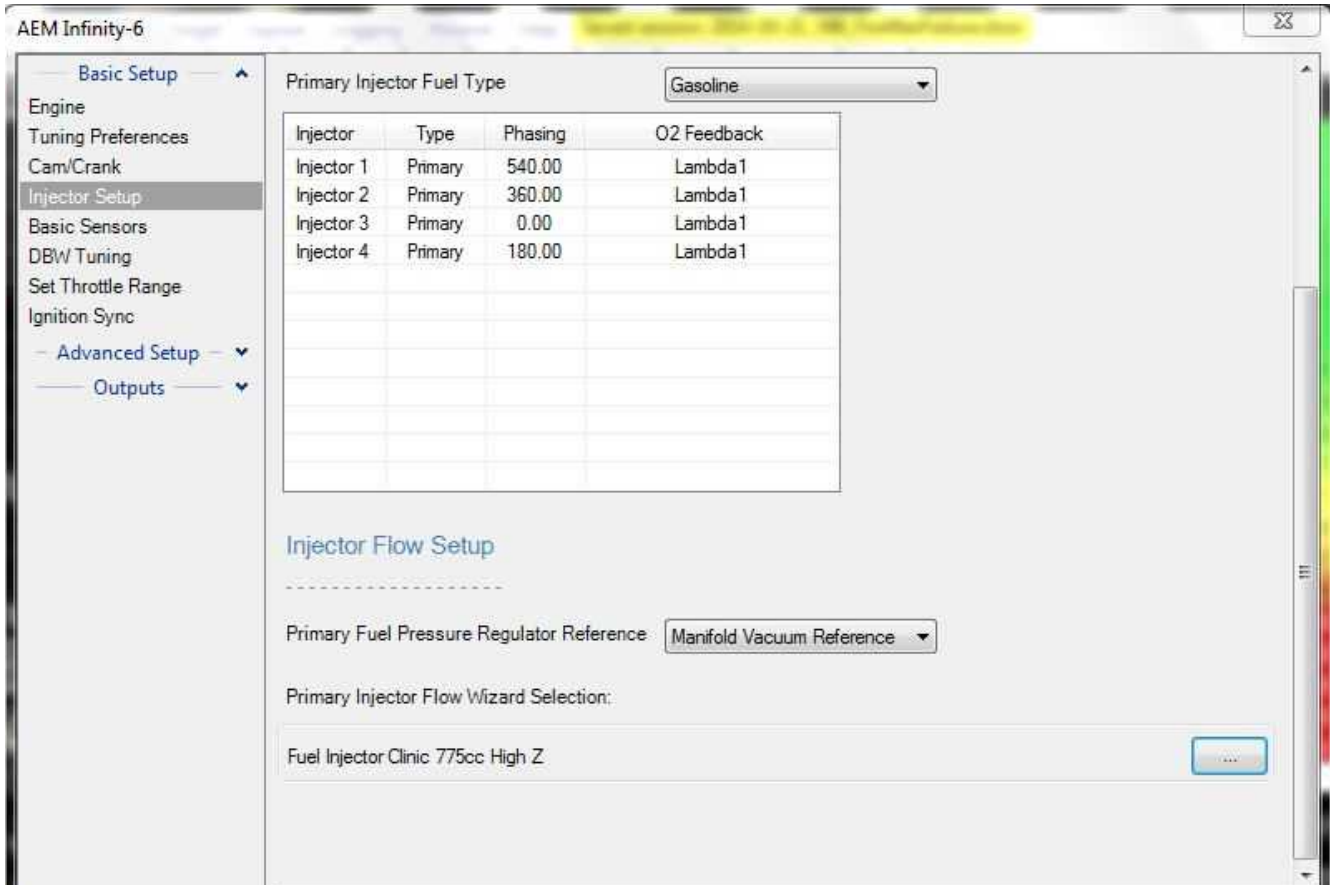 AEM Infinity-6
Basic Setup
Engine
Tuning Preferences
Cam/Crank
Injector Setup
Basic Sensors
DBW Tuning
Set Throttle Range
Ignition Sync
Advanced Setup
Outputs
Primary Injector Fuel Type Gasoline
Injector Type Phasing O2 Feedback
Injector 1 Primary 540.00 Lambda1
Injector 2 Primary 360.00 Lambda1
Injector 3 Primary 0.00 Lambda1
Injector 4 Primary 180.00 Lambda1
Injector Flow Setup
--------------------
Primary Fuel Pressure Regulator Reference Manifold Vacuum Reference
Primary Injector Flow Wizard Selection:
Fuel Injector Clinic 775cc High Z ...